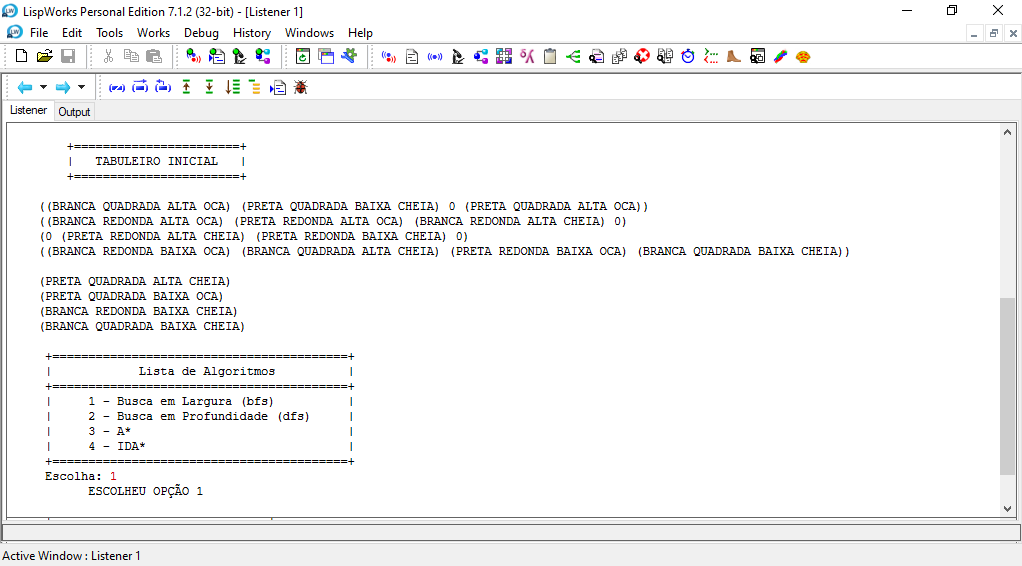 LispWorks Personal Edition 7.1.2 (32-bit) - [Listener 1]
File Edit Tools Works Debug History Windows Help
Listener Output
+=======================+
| TABULEIRO INICIAL |
+=======================+
((BRANCA QUADRADA ALTA OCA) (PRETA QUADRADA BAIXA CHEIA) 0 (PRETA QUADRADA ALTA OCA))
((BRANCA REDONDA ALTA OCA) (PRETA REDONDA ALTA OCA) (BRANCA REDONDA ALTA CHEIA) 0)
(0 (PRETA REDONDA ALTA CHEIA) (PRETA REDONDA BAIXA CHEIA) 0)
((BRANCA REDONDA BAIXA OCA) (BRANCA QUADRADA ALTA CHEIA) (PRETA REDONDA BAIXA OCA) (BRANCA QUADRADA BAIXA CHEIA))
(PRETA QUADRADA ALTA CHEIA)
(PRETA QUADRADA BAIXA OCA)
(BRANCA REDONDA BAIXA CHEIA)
(BRANCA QUADRADA BAIXA CHEIA)
+=========================================+
| Lista de Algoritmos |
+=========================================+
| 1 - Busca em Largura (bfs) |
| 2 - Busca em Profundidade (dfs) |
| 3 - A* |
| 4 - IDA* |
+=========================================+
Escolha: 1
ESCOLHEU OPÇÃO 1
Active Window : Listener 1